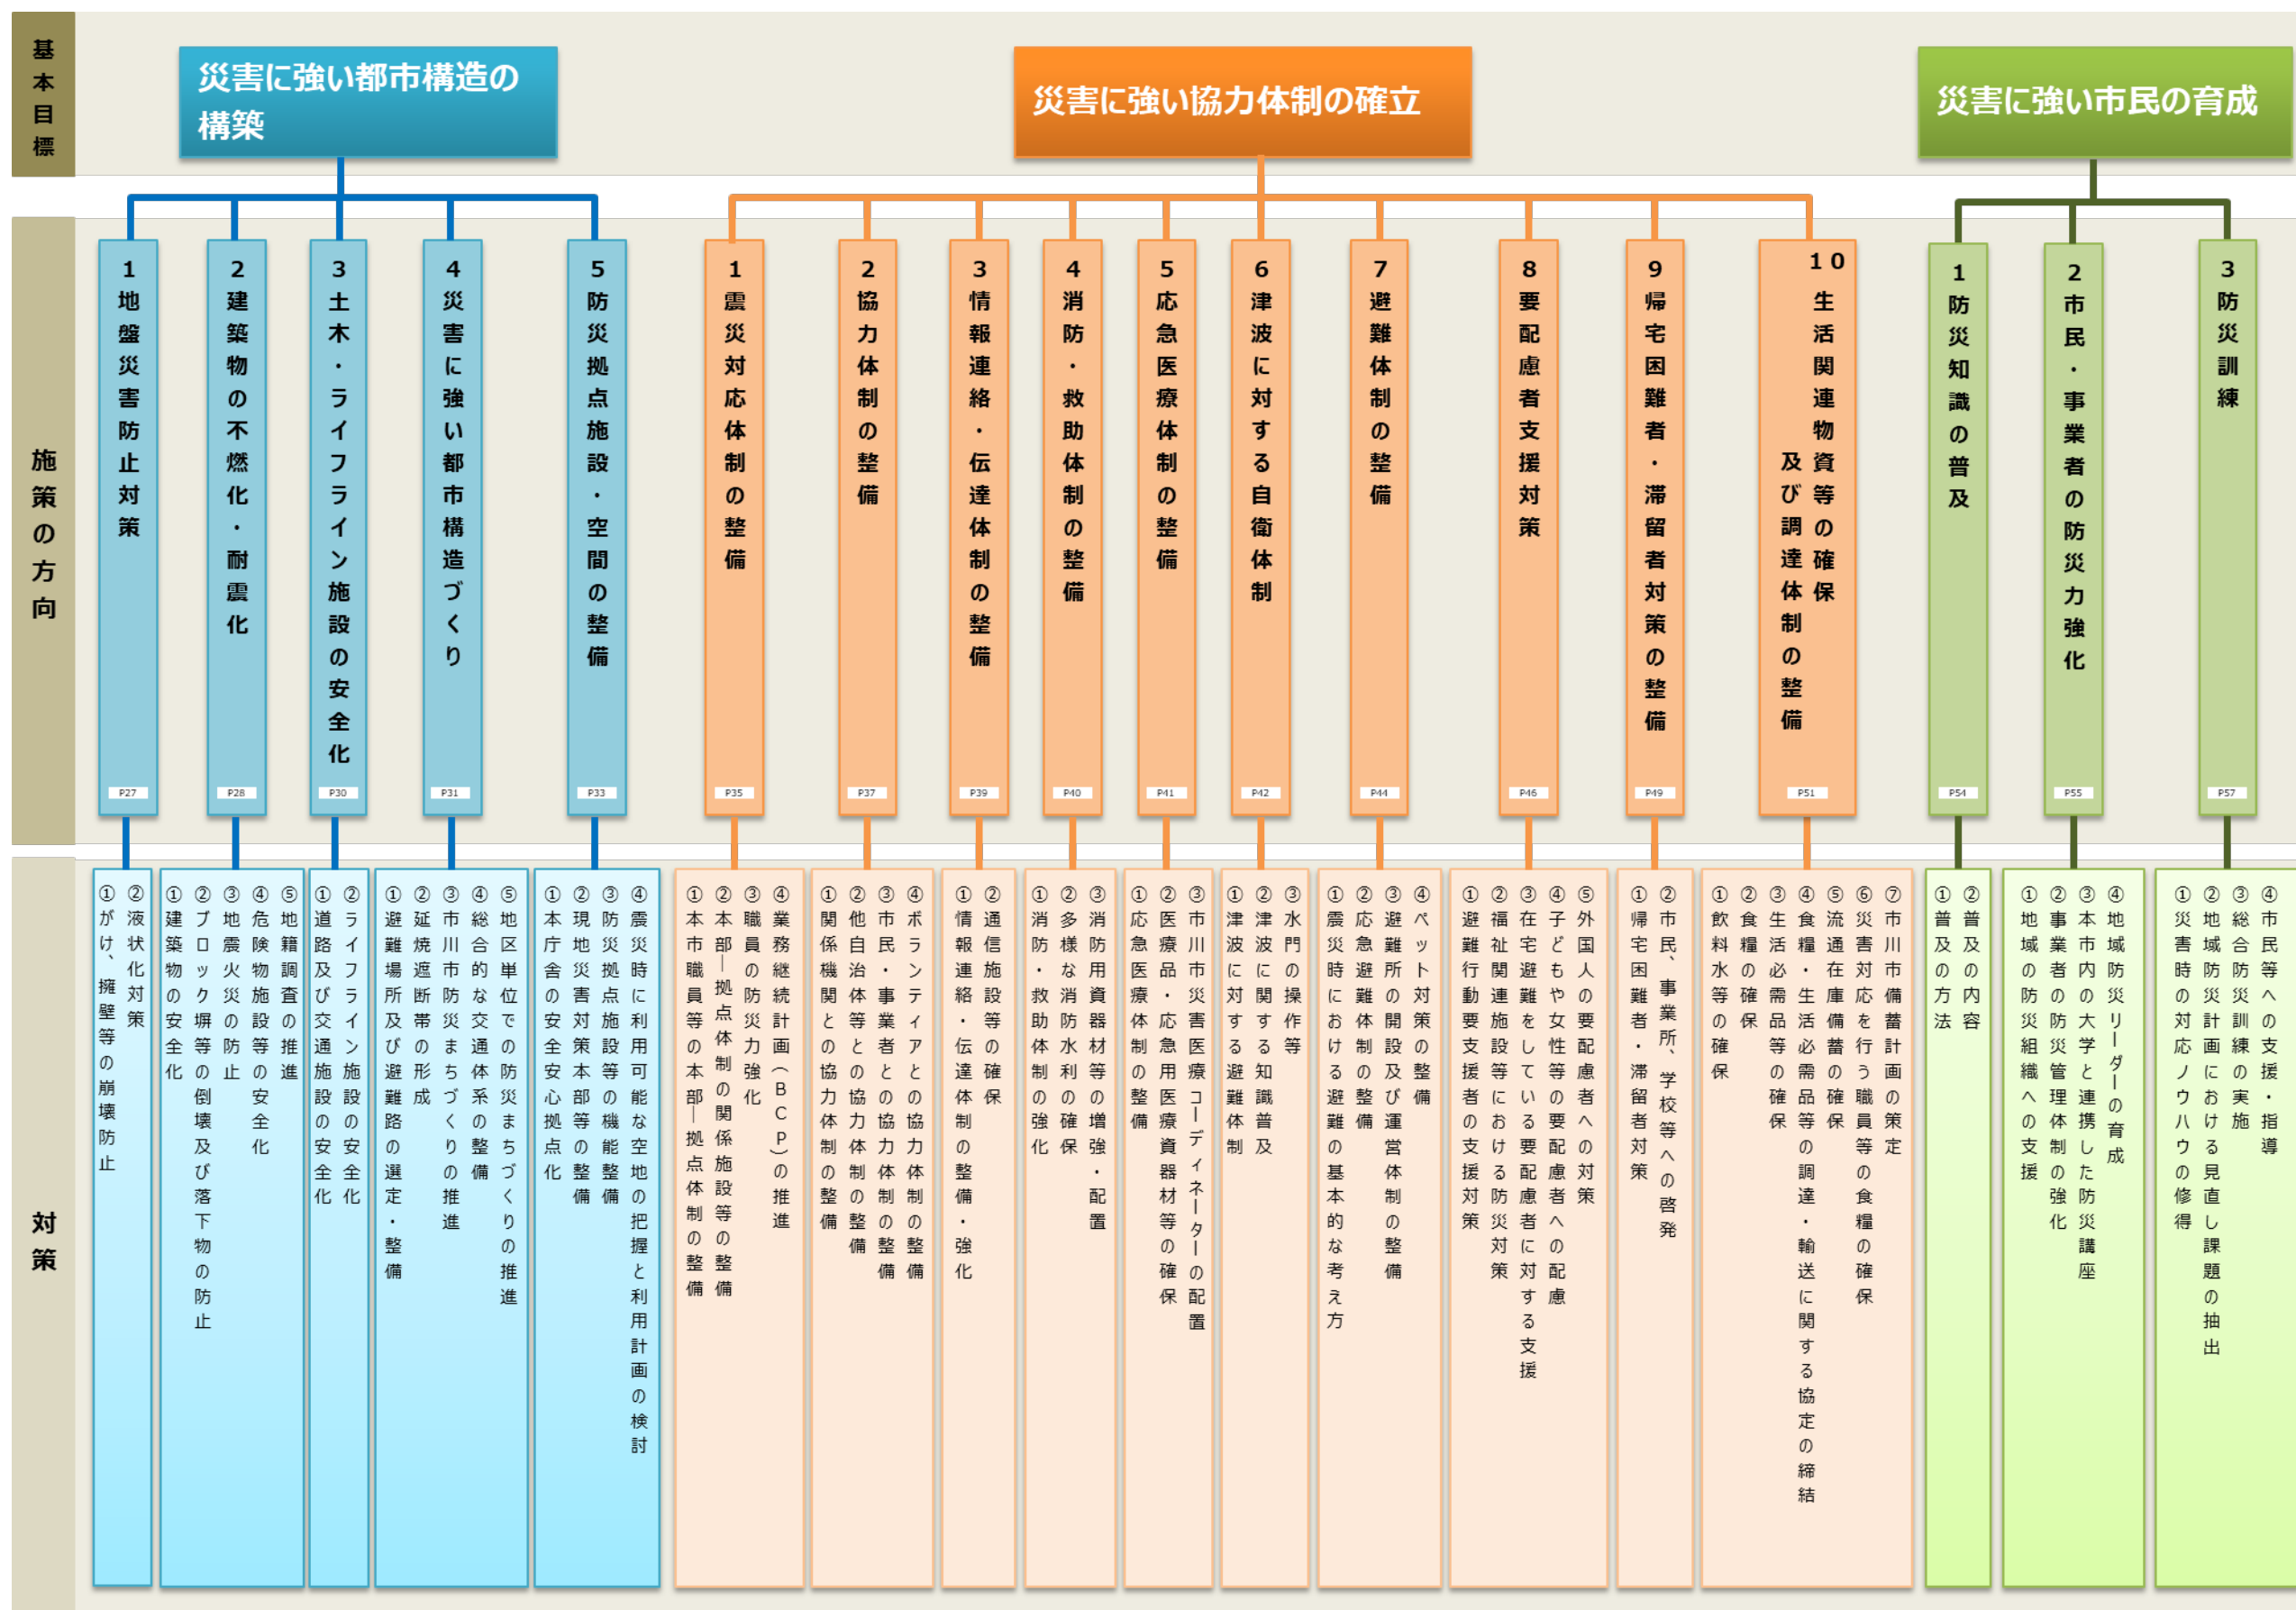 基本目標
災害に強い都市構造の
構築
災害に強い協力体制の確立
災害に強い市民の育成
施策の方向
1 地盤災害防止対策
P27
2 建築物の不燃化・耐震化
P28
3 土木・ライフライン施設の安全化
P30
4 災害に強い都市構造づくり
P31
5 防災拠点施設・空間の整備
P33
1 震災対応体制の整備
P35
2 協力体制の整備
P37
3 情報連絡・伝達体制の整備
P39
4 消防・救助体制の整備
P40
5 応急医療体制の整備
P41
6 津波に対する自衛体制
P42
7 避難体制の整備
P44
8 要配慮者支援対策
P46
9 帰宅困難者・滞留者対策の整備
P49
10 生活関連物資等の確保
及び調達体制の整備
P51
1 防災知識の普及
P54
2 市民・事業者の防災力強化
P55
3 防災訓練
P57
対策
①がけ、擁壁等の崩壊防止
②液状化対策
①建築物の安全化
②ブロック塀等の倒壊及び落下物の防止
③地震火災の防止
④危険物施設等の安全化
⑤地籍調査の推進
①道路及び交通施設の安全化
②ライフライン施設の安全化
①避難場所及び避難路の選定・整備
②延焼遮断帯の形成
③市川市防災まちづくりの推進
④総合的な交通体系の整備
⑤地区単位での防災まちづくりの推進
①本庁舎の安全安心拠点化
②現地災害対策本部等の整備
③防災拠点施設等の機能整備
④震災時に利用可能な空地の把握と利用計画の検討
①本市職員等の本部―拠点体制の整備
②本部―拠点体制の関係施設等の整備
③職員の防災力強化
④業務継続計画(BCP)の推進
①関係機関との協力体制の整備
②他自治体等との協力体制の整備
③市民・事業者との協力体制の整備
④ボランティアとの協力体制の整備
①情報連絡・伝達体制の整備・強化
②通信施設等の確保
①消防・救助体制の強化
②多様な消防水利の確保
③消防用資器材等の増強・配置
①応急医療体制の整備
②医療品・応急用医療資器材等の確保
③市川市災害医療コーディネーターの配置
①津波に対する避難体制
②津波に関する知識普及
③水門の操作等
①震災時における避難の基本的な考え方
②応急避難体制の整備
③避難所の開設及び運営体制の整備
④ペット対策の整備
①避難行動要支援者の支援対策
②福祉関連施設等における防災対策
③在宅避難をしている要配慮者に対する支援
④子どもや女性等の要配慮者への配慮
⑤外国人の要配慮者への対策
①帰宅困難者・滞留者対策
②市民、事業所、学校等への啓発
①飲料水等の確保
②食糧の確保
③生活必需品等の確保
④食糧・生活必需品等の調達・輸送に関する協定の締結
⑤流通在庫備蓄の確保
⑥災害対応を行う職員等の食糧の確保
⑦市川市備蓄計画の策定
①普及の方法
②普及の内容
①地域の防災組織への支援
②事業者の防災管理体制の強化
③本市内の大学と連携した防災講座
④地域防災リーダーの育成
①災害時の対応ノウハウの修得
②地域防災計画における見直し課題の抽出
③総合防災訓練の実施
④市民等への支援・指導